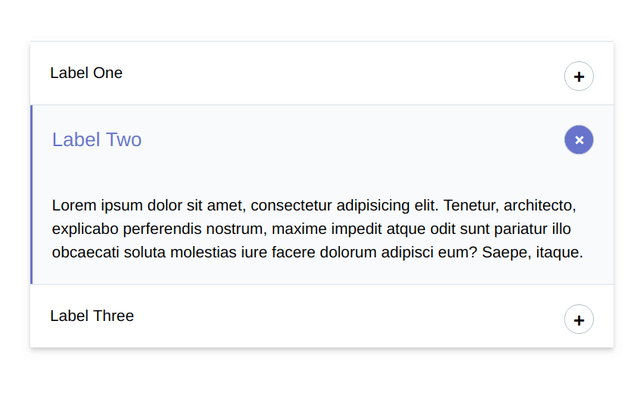 Label One
+
Label Two
×
Lorem ipsum dolor sit amet, consectetur adipisicing elit. Tenetur, architecto,
explicabo perferendis nostrum, maxime impedit atque odit sunt pariatur illo
obcaecati soluta molestias iure facere dolorum adipisci eum? Saepe, itaque.
Label Three
+